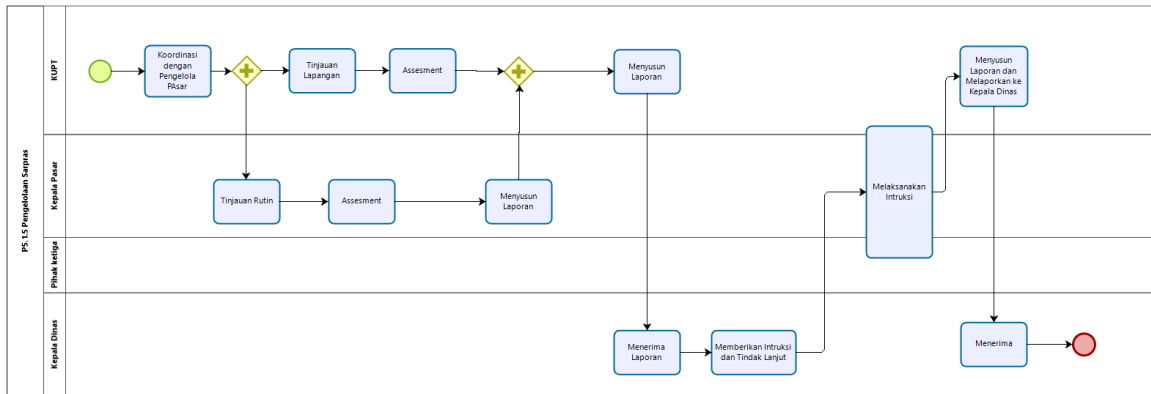 P5.1.5 Pengelolaan Sarpras
KUPT
Koordinasi
dengan
Pengelola
PAsar
Tinjauan
Lapangan
Assesment
Menyusun
Laporan
Menyusun
Laporan dan
Melaporkan ke
Kepala Dinas
Kepala Pasar
Tinjauan Rutin
Assesment
Menyusun
Laporan
Melaksanakan
Intruksi
Pihak ketiga
Kepala Dinas
Menerima
Laporan
Memberikan Intruksi
dan Tindak Lanjut
Menerima